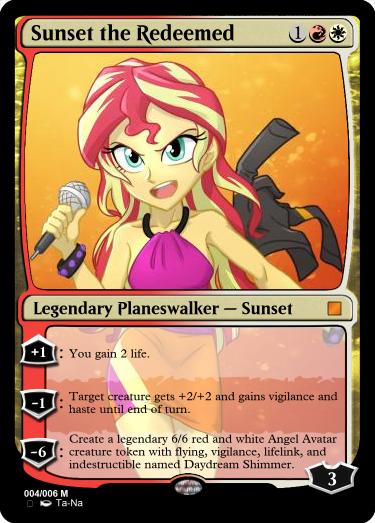 Sunset the Redeemed 1
Legendary Planeswalker — Sunset
+1: You gain 2 life.
-1: Target creature gets +2/+2 and gains vigilance and
haste until end of turn.
Create a legendary 6/6 red and white Angel Avatar
-6: creature token with flying, vigilance, lifelink, and
indestructible named Daydream Shimmer.
3
004/006 M
Ta-Na